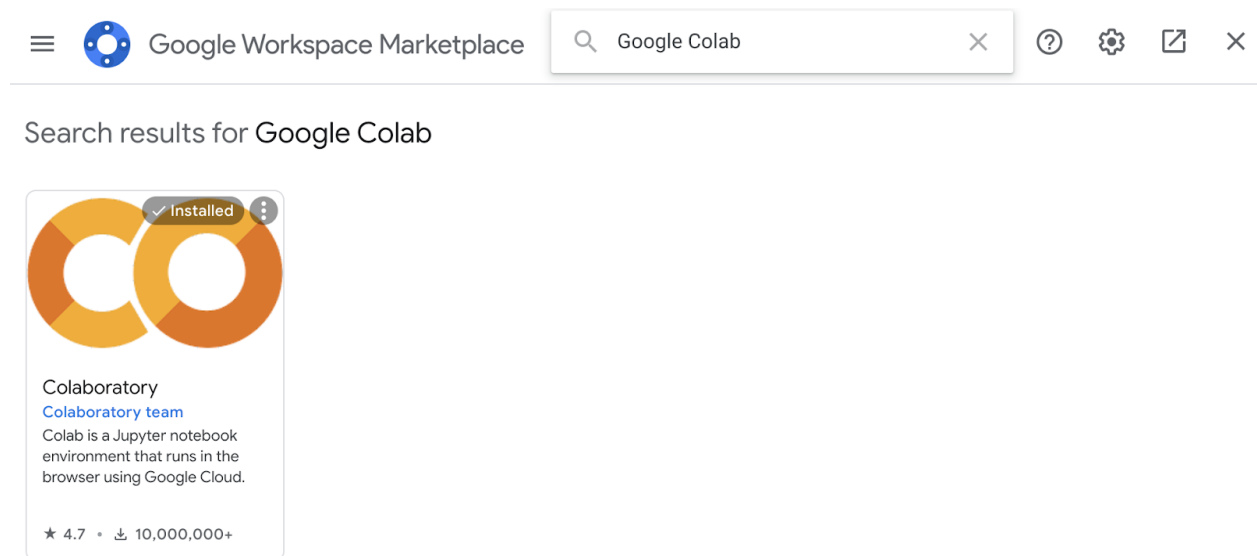 Google Workspace Marketplace
Google Colab
Search results for Google Colab
Installed
Colaboratory
Colaboratory team
Colab is a Jupyter notebook
environment that runs in the
browser using Google Cloud.
4.7 • 10,000,000+